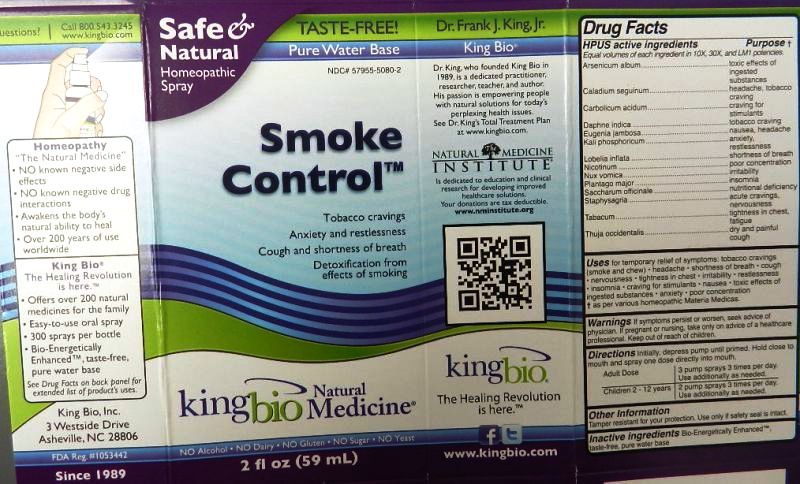 uestions!
Call 800.543.3245
www.kingbio.com
Homeopathy
"The Natural Medicine"
• NO known negative side
effects
• NO known negative drug
interactions
• Awakens the body's
natural ability to heal
• Over 200 years of use
worldwide
King Bio®
The Healing Revolution
is here.™
• Offers over 200 natural
medicines for the family
• Easy-to-use oral spray
• 300 sprays per bottle
• Bio-Energetically
Enhanced™, taste-free,
pure water base
See Drug Facts on back panel for
extended list of product's uses.
King Bio, Inc.
3 Westside Drive
Asheville, NC 28806
FDA Reg. #1053442
Since 1989
Safe &
Natural
Homeopathic
Spray
TASTE-FREE!
Pure Water Base
NDC# 57955-5080-2
Smoke
Control™
Tobacco cravings
Anxiety and restlessness
Cough and shortness of breath
Detoxification from
effects of smoking
kingbio Natural
Medicine®
NO Alcohol • NO Dairy • NO Gluten • NO Sugar • NO Yeast
2 fl oz (59 mL)
Dr. Frank J. King, Jr.
King Bio®
Dr. King, who founded King Bio in
1989, is a dedicated practitioner,
researcher, teacher, and author.
His passion is empowering people
with natural solutions for today's
perplexing health issues.
See Dr. King's Total Treatment Plan
at www.kingbio.com.
NATURAL MEDICINE
INSTITUTE®
Is dedicated to education and clinical
research for developing improved
healthcare solutions.
Your donations are tax deductible.
www.nminstitute.org
kingbio®
The Healing Revolution
is here.™
www.kingbio.com
Drug Facts
HPUS active ingredients Purpose †
Equal volumes of each ingredient in 10X, 30X, and LM1 potencies.
Arsenicum album toxic effects of
ingested
substances
Caladium seguinum headache, tobacco
craving
Carbolicum acidum craving for
stimulants
Daphne indica tobacco craving
Eugenia jambosa nausea, headache
Kali phosphoricum anxiety,
restlessness
Lobelia inflata shortness of breath
Nicotinum poor concentration
Nux vomica irritability
Plantago major insomnia
Saccharum officinale nutritional deficiency
Staphysagria acute cravings,
nervousness
Tabacum tightness in chest,
fatigue
Thuja occidentalis dry and painful
cough
Uses for temporary relief of symptoms: tobacco cravings
(smoke and chew) • headache • shortness of breath • cough
• nervousness • tightness in chest • irritability • restlessness
• insomnia • craving for stimulants • nausea • toxic effects of
ingested substances • anxiety • poor concentration
† as per various homeopathic Materia Medicas.
Warnings If symptoms persist or worsen, seek advice of
physician. If pregnant or nursing, take only on advice of a healthcare
professional. Keep out of reach of children.
Directions Initially, depress pump until primed. Hold close to
mouth and spray one dose directly into mouth.
Adult Dose 3 pump sprays 3 times per day.
Use additionally as needed.
Children 2 - 12 years 2 pump sprays 3 times per day.
Use additionally as needed.
Other Information
Tamper resistant for your protection. Use only if safety seal is intact.
Inactive ingredients Bio-Energetically Enhanced™,
taste-free, pure water base